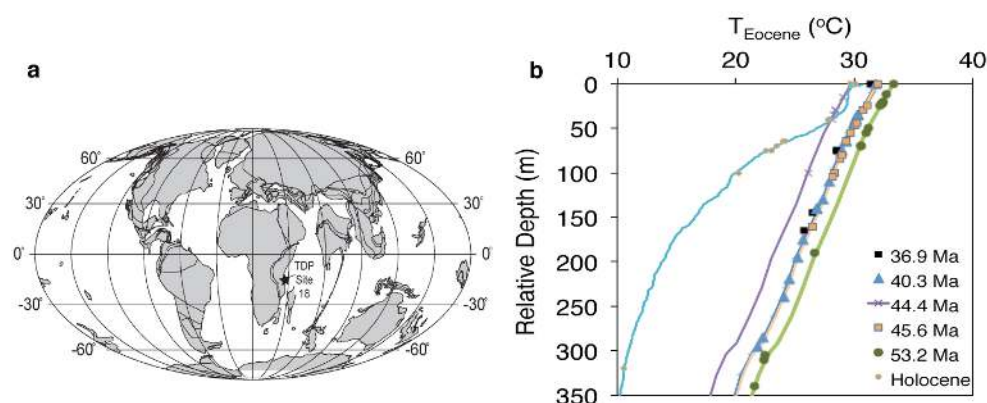 a
60˚
60˚
30˚
30˚
0˚
0˚
-30˚
-30˚
-60˚
-60˚
TDP
Site
18
b
T_Eocene (°C)
10 20 30 40
Relative Depth (m)
0
50
100
150
200
250
300
350
36.9 Ma
40.3 Ma
44.4 Ma
45.6 Ma
53.2 Ma
Holocene